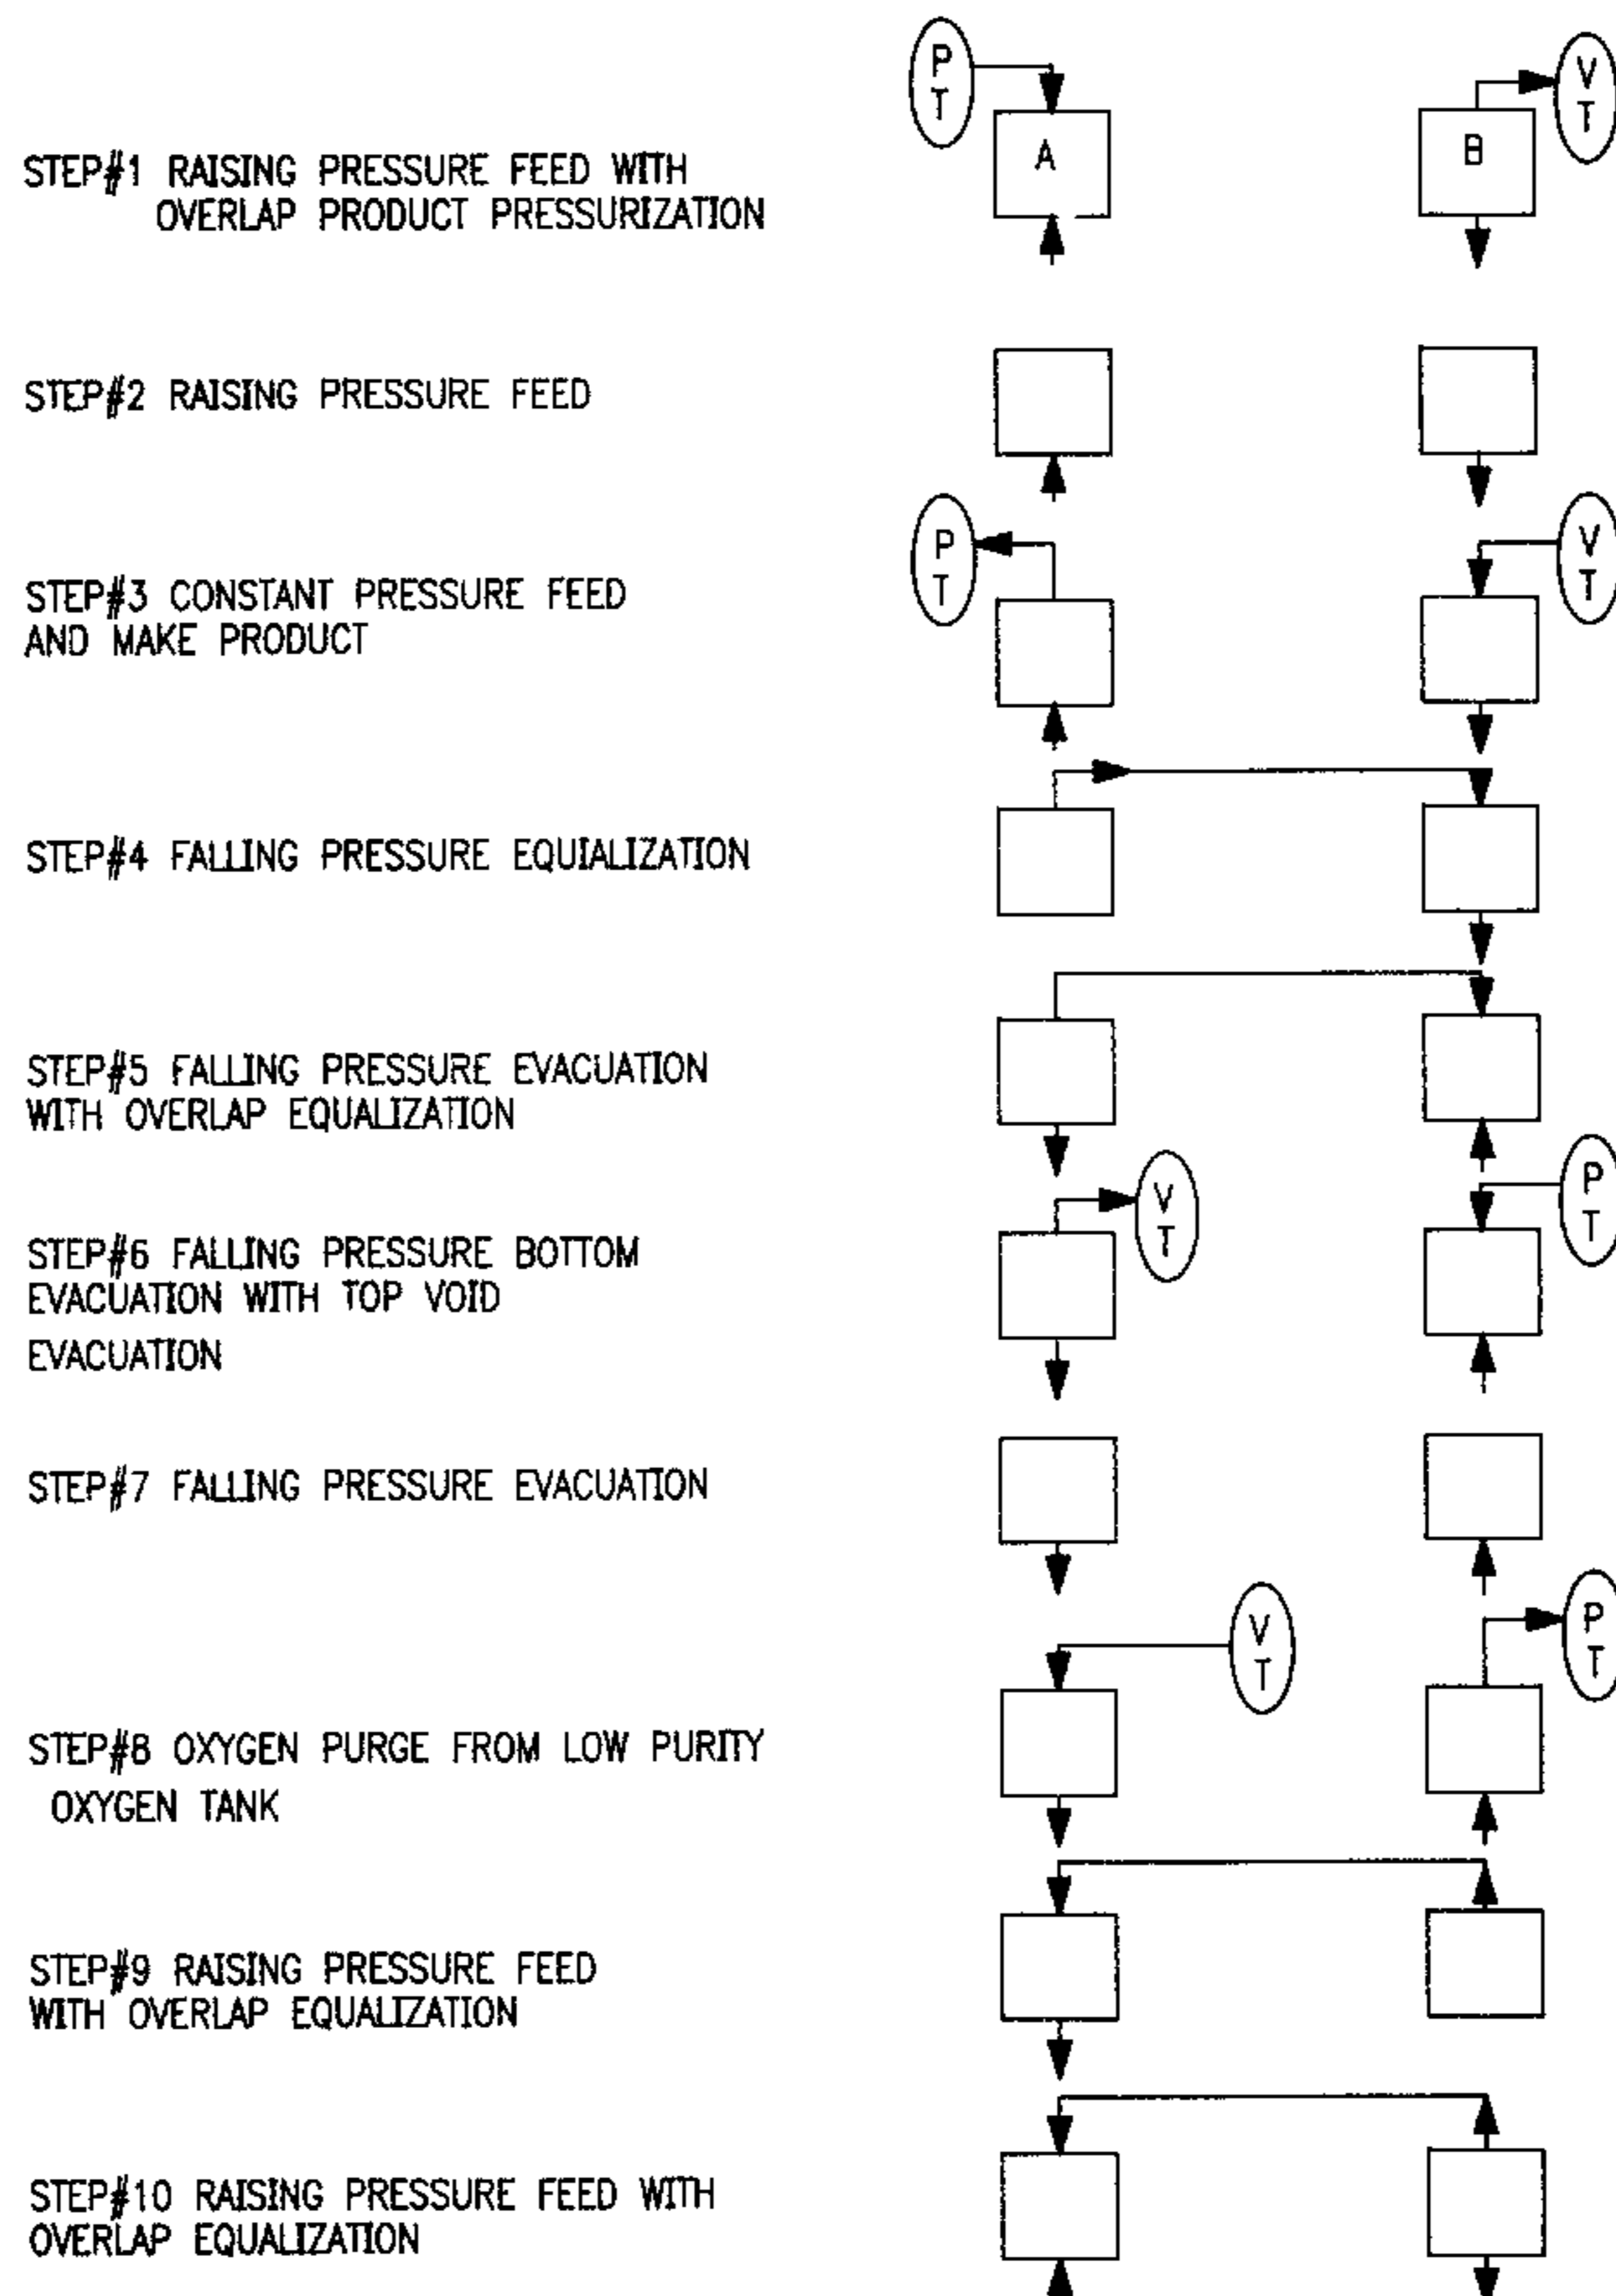 P
T
A
B
V
T
STEP#1 RAISING PRESSURE FEED WITH
OVERLAP PRODUCT PRESSURIZATION
STEP#2 RAISING PRESSURE FEED
P
T
V
T
STEP#3 CONSTANT PRESSURE FEED
AND MAKE PRODUCT
STEP#4 FALLING PRESSURE EQUIALIZATION
STEP#5 FALLING PRESSURE EVACUATION
WITH OVERLAP EQUALIZATION
V
T
P
T
STEP#6 FALLING PRESSURE BOTTOM
EVACUATION WITH TOP VOID
EVACUATION
STEP#7 FALLING PRESSURE EVACUATION
V
T
P
T
STEP#8 OXYGEN PURGE FROM LOW PURITY
OXYGEN TANK
STEP#9 RAISING PRESSURE FEED
WITH OVERLAP EQUALIZATION
STEP#10 RAISING PRESSURE FEED WITH
OVERLAP EQUALIZATION